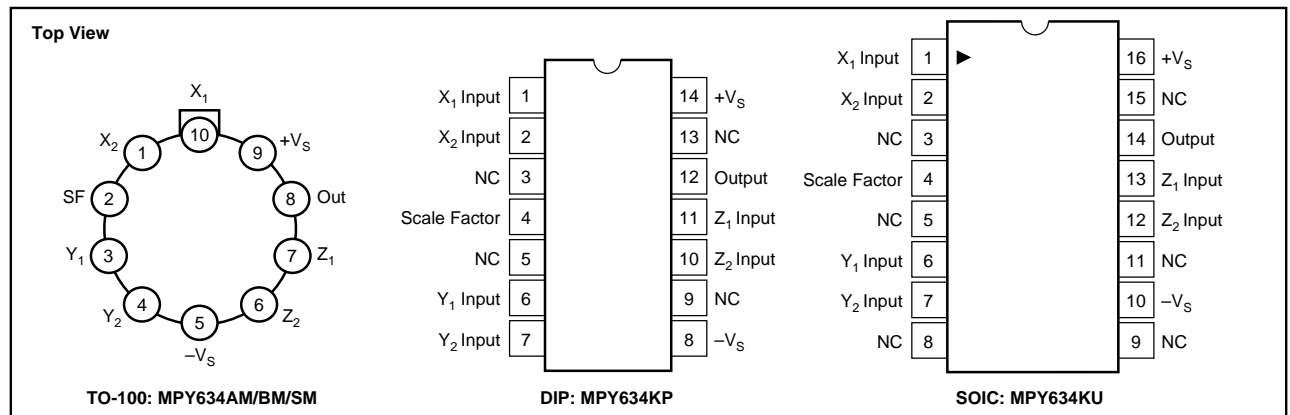 Top View
X1
10
X2
1
9
+VS
SF
2
8
Out
Y1
3
7
Z1
Y2
4
5
6
Z2
–VS
TO-100: MPY634AM/BM/SM
X1 Input 1
14 +VS
X2 Input 2
13 NC
NC 3
12 Output
Scale Factor 4
11 Z1 Input
NC 5
10 Z2 Input
Y1 Input 6
9 NC
Y2 Input 7
8 –VS
DIP: MPY634KP
X1 Input 1
16 +VS
X2 Input 2
15 NC
NC 3
14 Output
Scale Factor 4
13 Z1 Input
NC 5
12 Z2 Input
Y1 Input 6
11 NC
Y2 Input 7
10 –VS
NC 8
9 NC
SOIC: MPY634KU